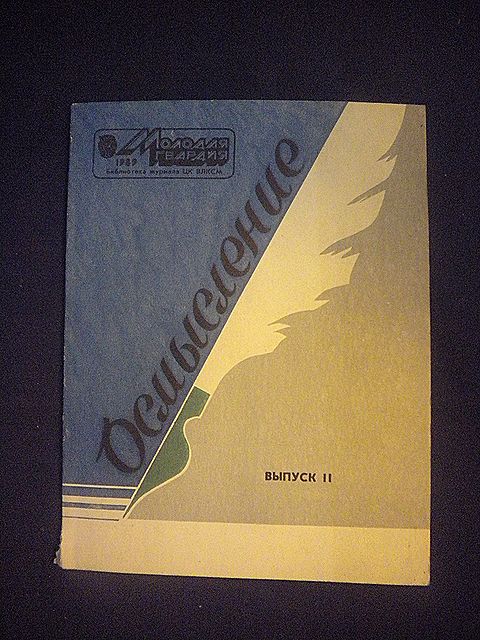 МОЛОДАЯ
ГВАРДИЯ
1989
Библиотека журнала ЦК ВЛКСМ
Осмысление
ВЫПУСК II